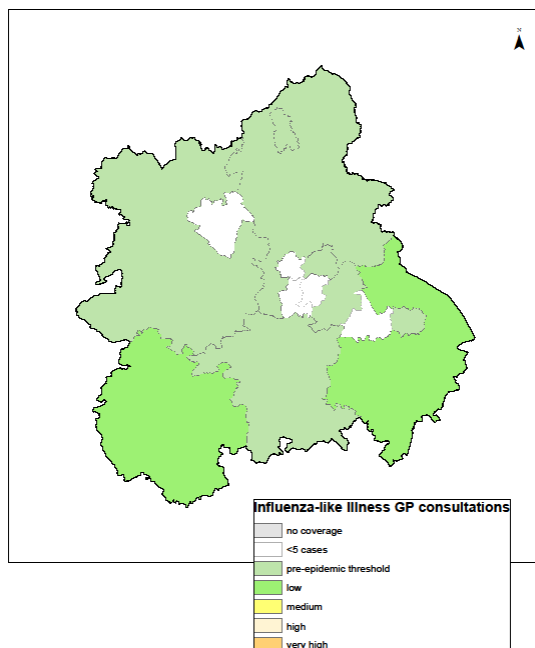 N
Influenza-like Illness GP consultations
no coverage
<5 cases
pre-epidemic threshold
low
medium
high
very high